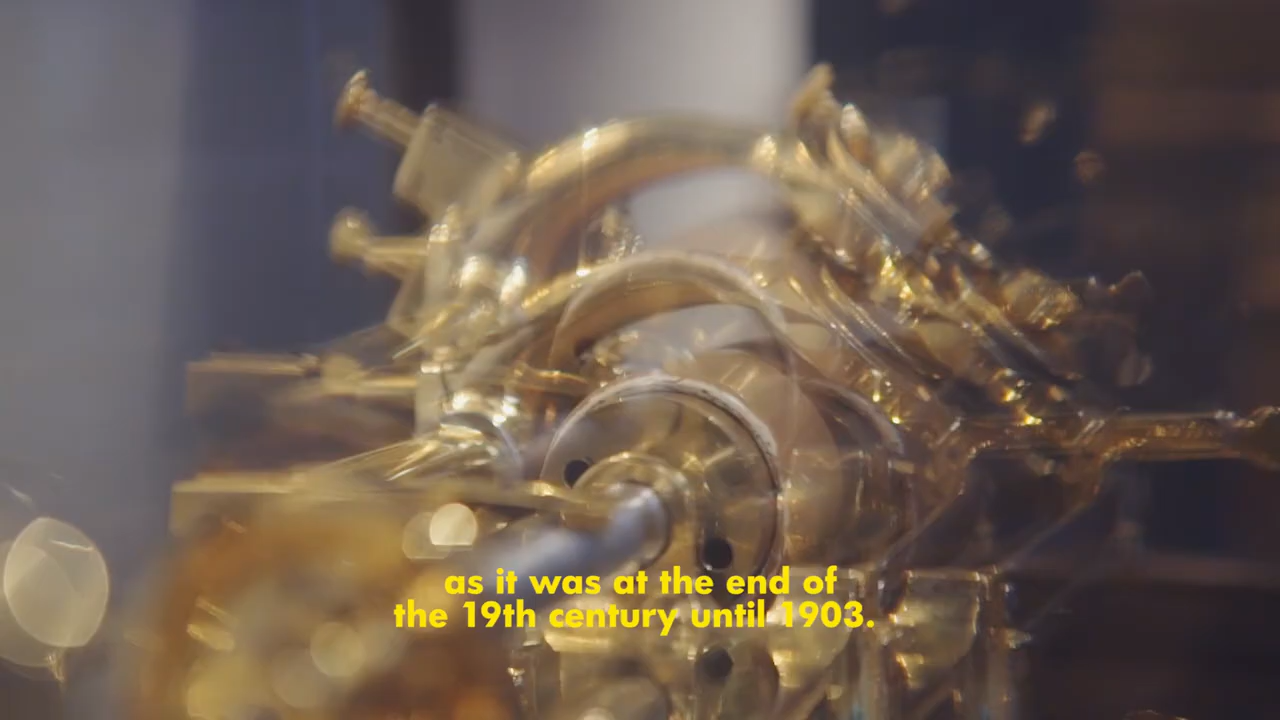 as it was at the end of
the 19th century until 1903.